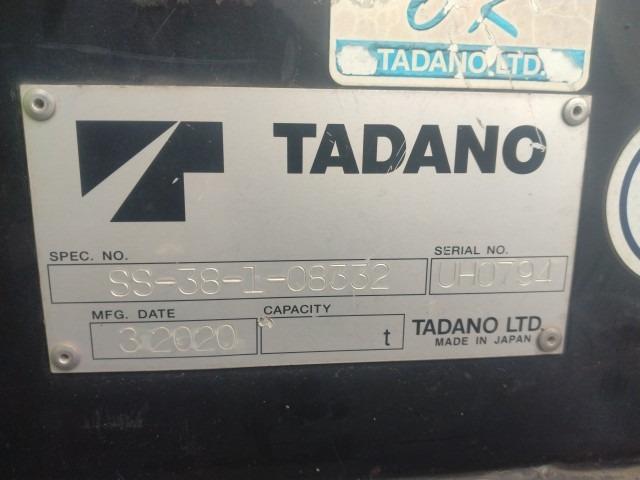 OK
TADANO LTD.
TADANO
SPEC. NO.
SERIAL NO.
SS-38-1-08332
UH0794
MFG. DATE
CAPACITY
3 2020
t
TADANO LTD.
MADE IN JAPAN